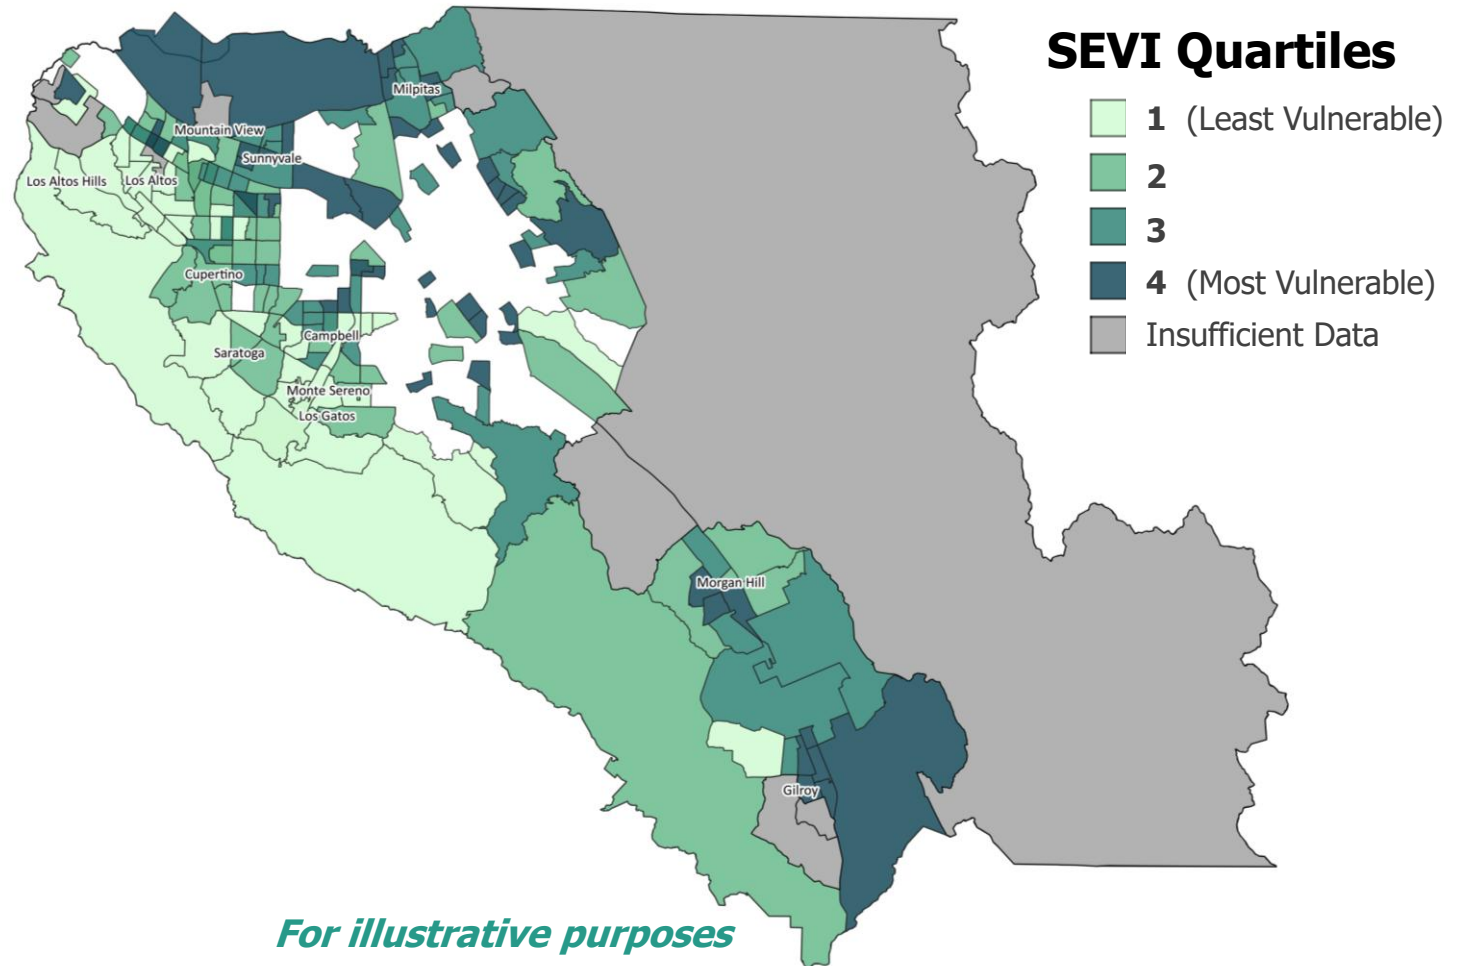 SEVI Quartiles
1 (Least Vulnerable)
2
3
4 (Most Vulnerable)
Insufficient Data
Milpitas
Mountain View
Sunnyvale
Los Altos Hills
Los Altos
Cupertino
Campbell
Saratoga
Monte Sereno
Los Gatos
Morgan Hill
Gilroy
For illustrative purposes